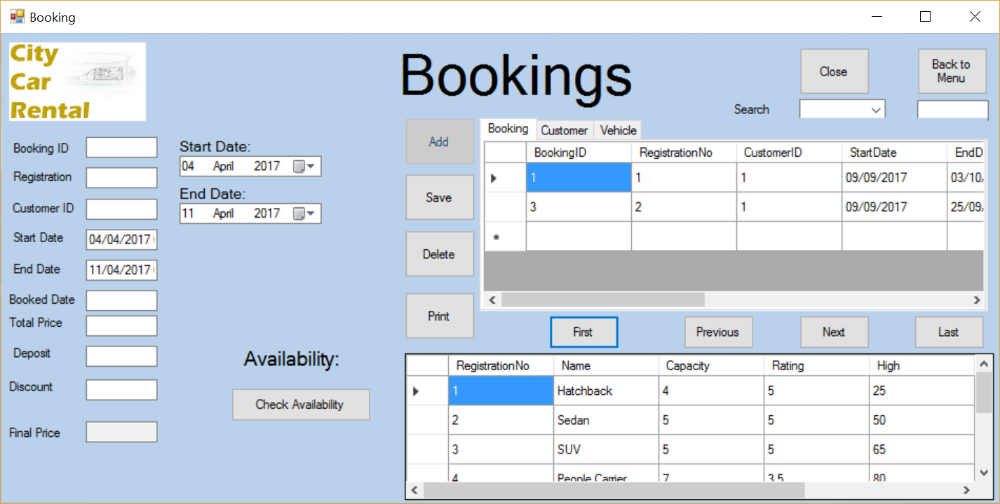 Booking
City
Car
Rental
Bookings
Close
Back to
Menu
Search
Booking ID
Registration
Customer ID
Start Date 04/04/2017
End Date 11/04/2017
Booked Date
Total Price
Deposit
Discount
Final Price
Start Date:
04 April 2017
End Date:
11 April 2017
Availability:
Check Availability
Add
Save
Delete
Print
Booking Customer Vehicle
BookingID RegistrationNo CustomerID StartDate EndD
1 1 1 09/09/2017 03/10/
3 2 1 09/09/2017 25/09/
*
First Previous Next Last
RegistrationNo Name Capacity Rating High
1 Hatchback 4 5 25
2 Sedan 5 5 50
3 SUV 5 5 65
4 People Carrier 7 3.5 80